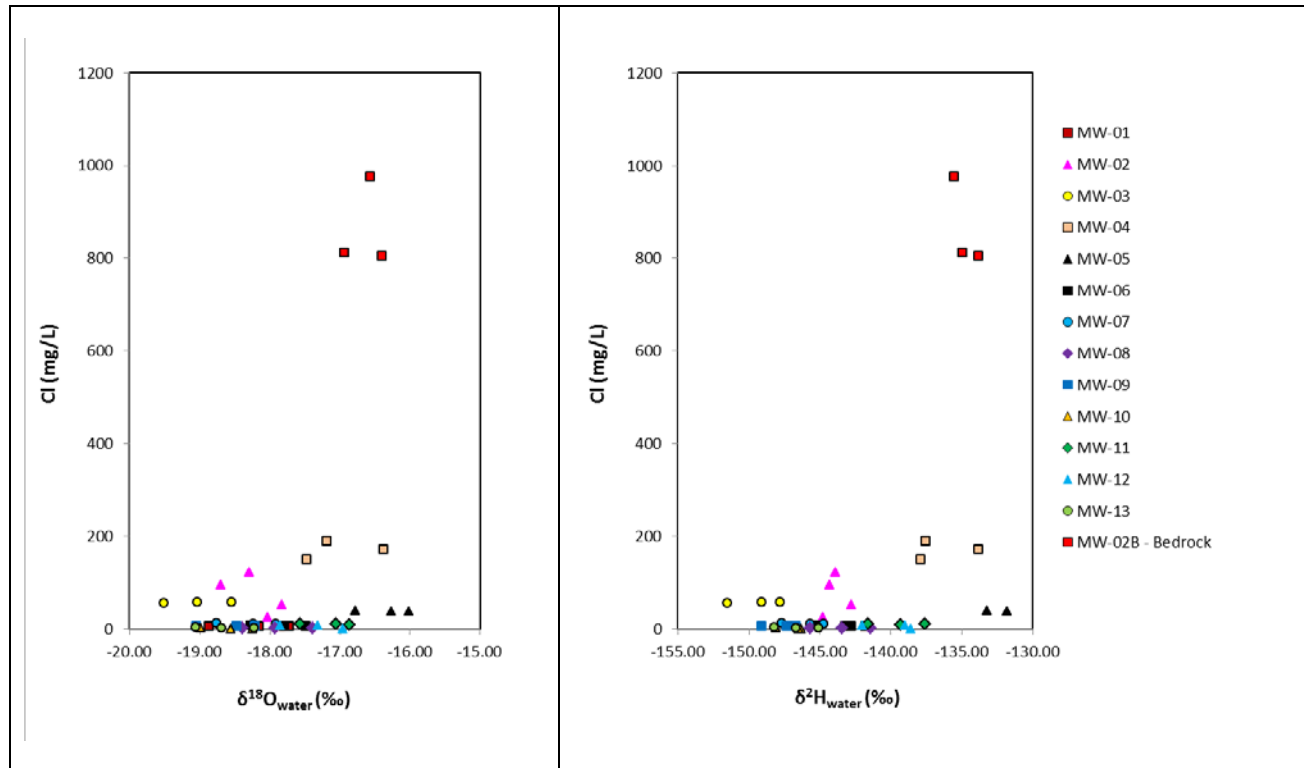 1200
1000
800
600
400
200
0
Cl (mg/L)
-20.00 -19.00 -18.00 -17.00 -16.00 -15.00
δ¹⁸O_water (‰)
1200
1000
800
600
400
200
0
Cl (mg/L)
-155.00 -150.00 -145.00 -140.00 -135.00 -130.00
δ²H_water (‰)
MW-01
MW-02
MW-03
MW-04
MW-05
MW-06
MW-07
MW-08
MW-09
MW-10
MW-11
MW-12
MW-13
MW-02B - Bedrock